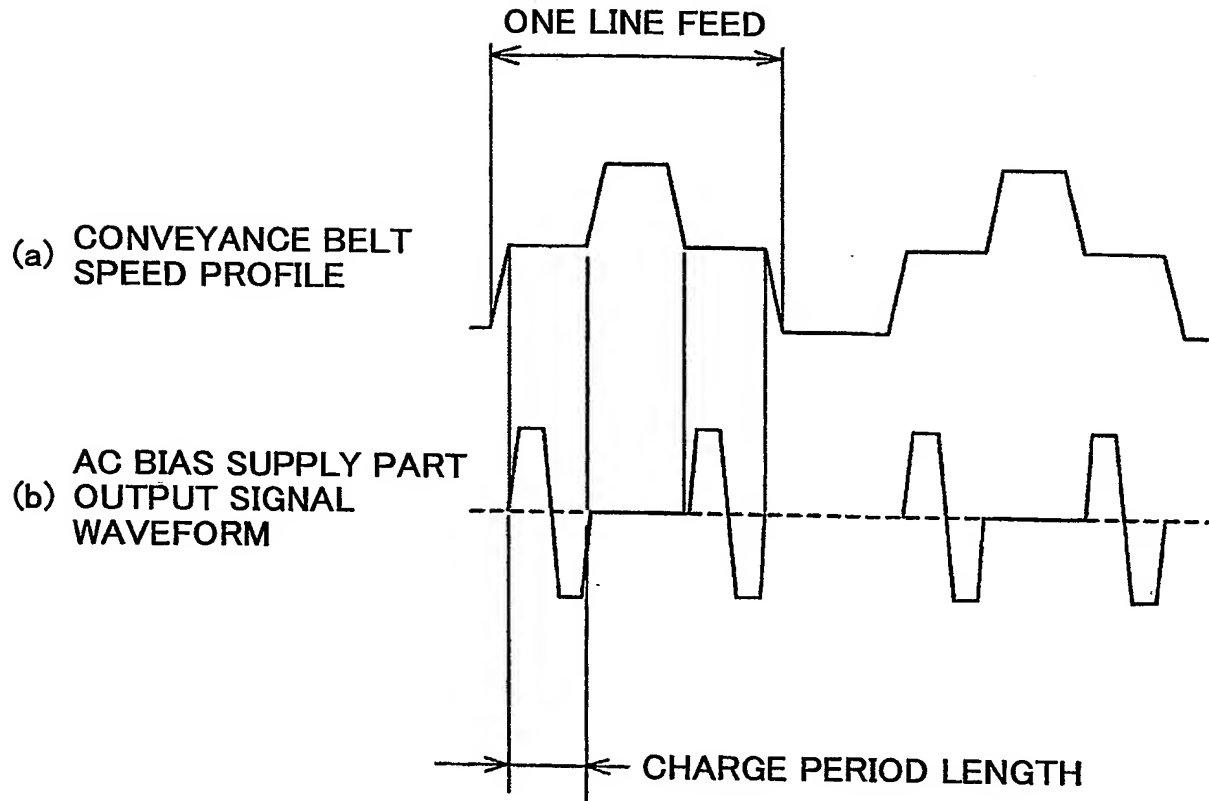 ONE LINE FEED
(a) CONVEYANCE BELT
SPEED PROFILE
(b) AC BIAS SUPPLY PART
OUTPUT SIGNAL
WAVEFORM
CHARGE PERIOD LENGTH